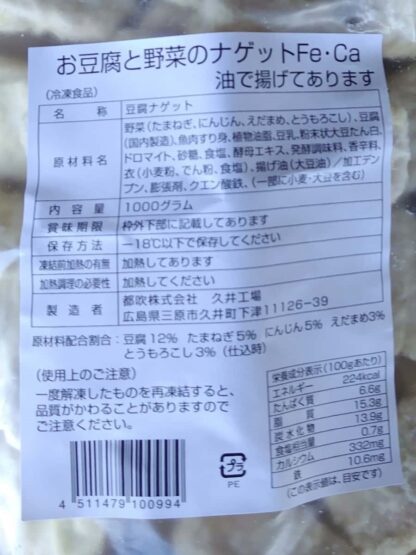 お豆腐と野菜のナゲットFe・Ca
油で揚げてあります
(冷凍食品)
名 称 豆腐ナゲット
原材料名 野菜(たまねぎ、にんじん、えだまめ、とうもろこし)、豆腐
(国内製造)、魚肉すり身、植物油脂、豆乳、粉末状大豆たん白、
ドロマイト、砂糖、食塩、酵母エキス、発酵調味料、香辛料、
衣(小麦粉、でん粉、食塩)、揚げ油(大豆油)/加工デン
プン、膨張剤、クエン酸鉄、(一部に小麦・大豆を含む)
内容量 1000グラム
賞味期限 枠外下部に記載してあります
保存方法 −18℃以下で保存してください
凍結前加熱の有無 加熱してあります
加熱調理の必要性 加熱してください
製造者 都吹株式会社 久井工場
広島県三原市久井町下津11126−39
原材料配合割合：豆腐12% たまねぎ5% にんじん5% えだまめ3%
とうもろこし3%(仕込時)
(使用上のご注意)
一度解凍したものを再凍結すると、
品質がかわることがありますので
ご注意ください。
4 511479 100994
プラ
PE
栄養成分表示(100gあたり)
エネルギー 224kcal
たんぱく質 6.6g
脂質 15.3g
炭水化物 13.9g
食塩相当量 0.7g
カルシウム 332mg
鉄 10.6mg
(この表示値は、目安です)